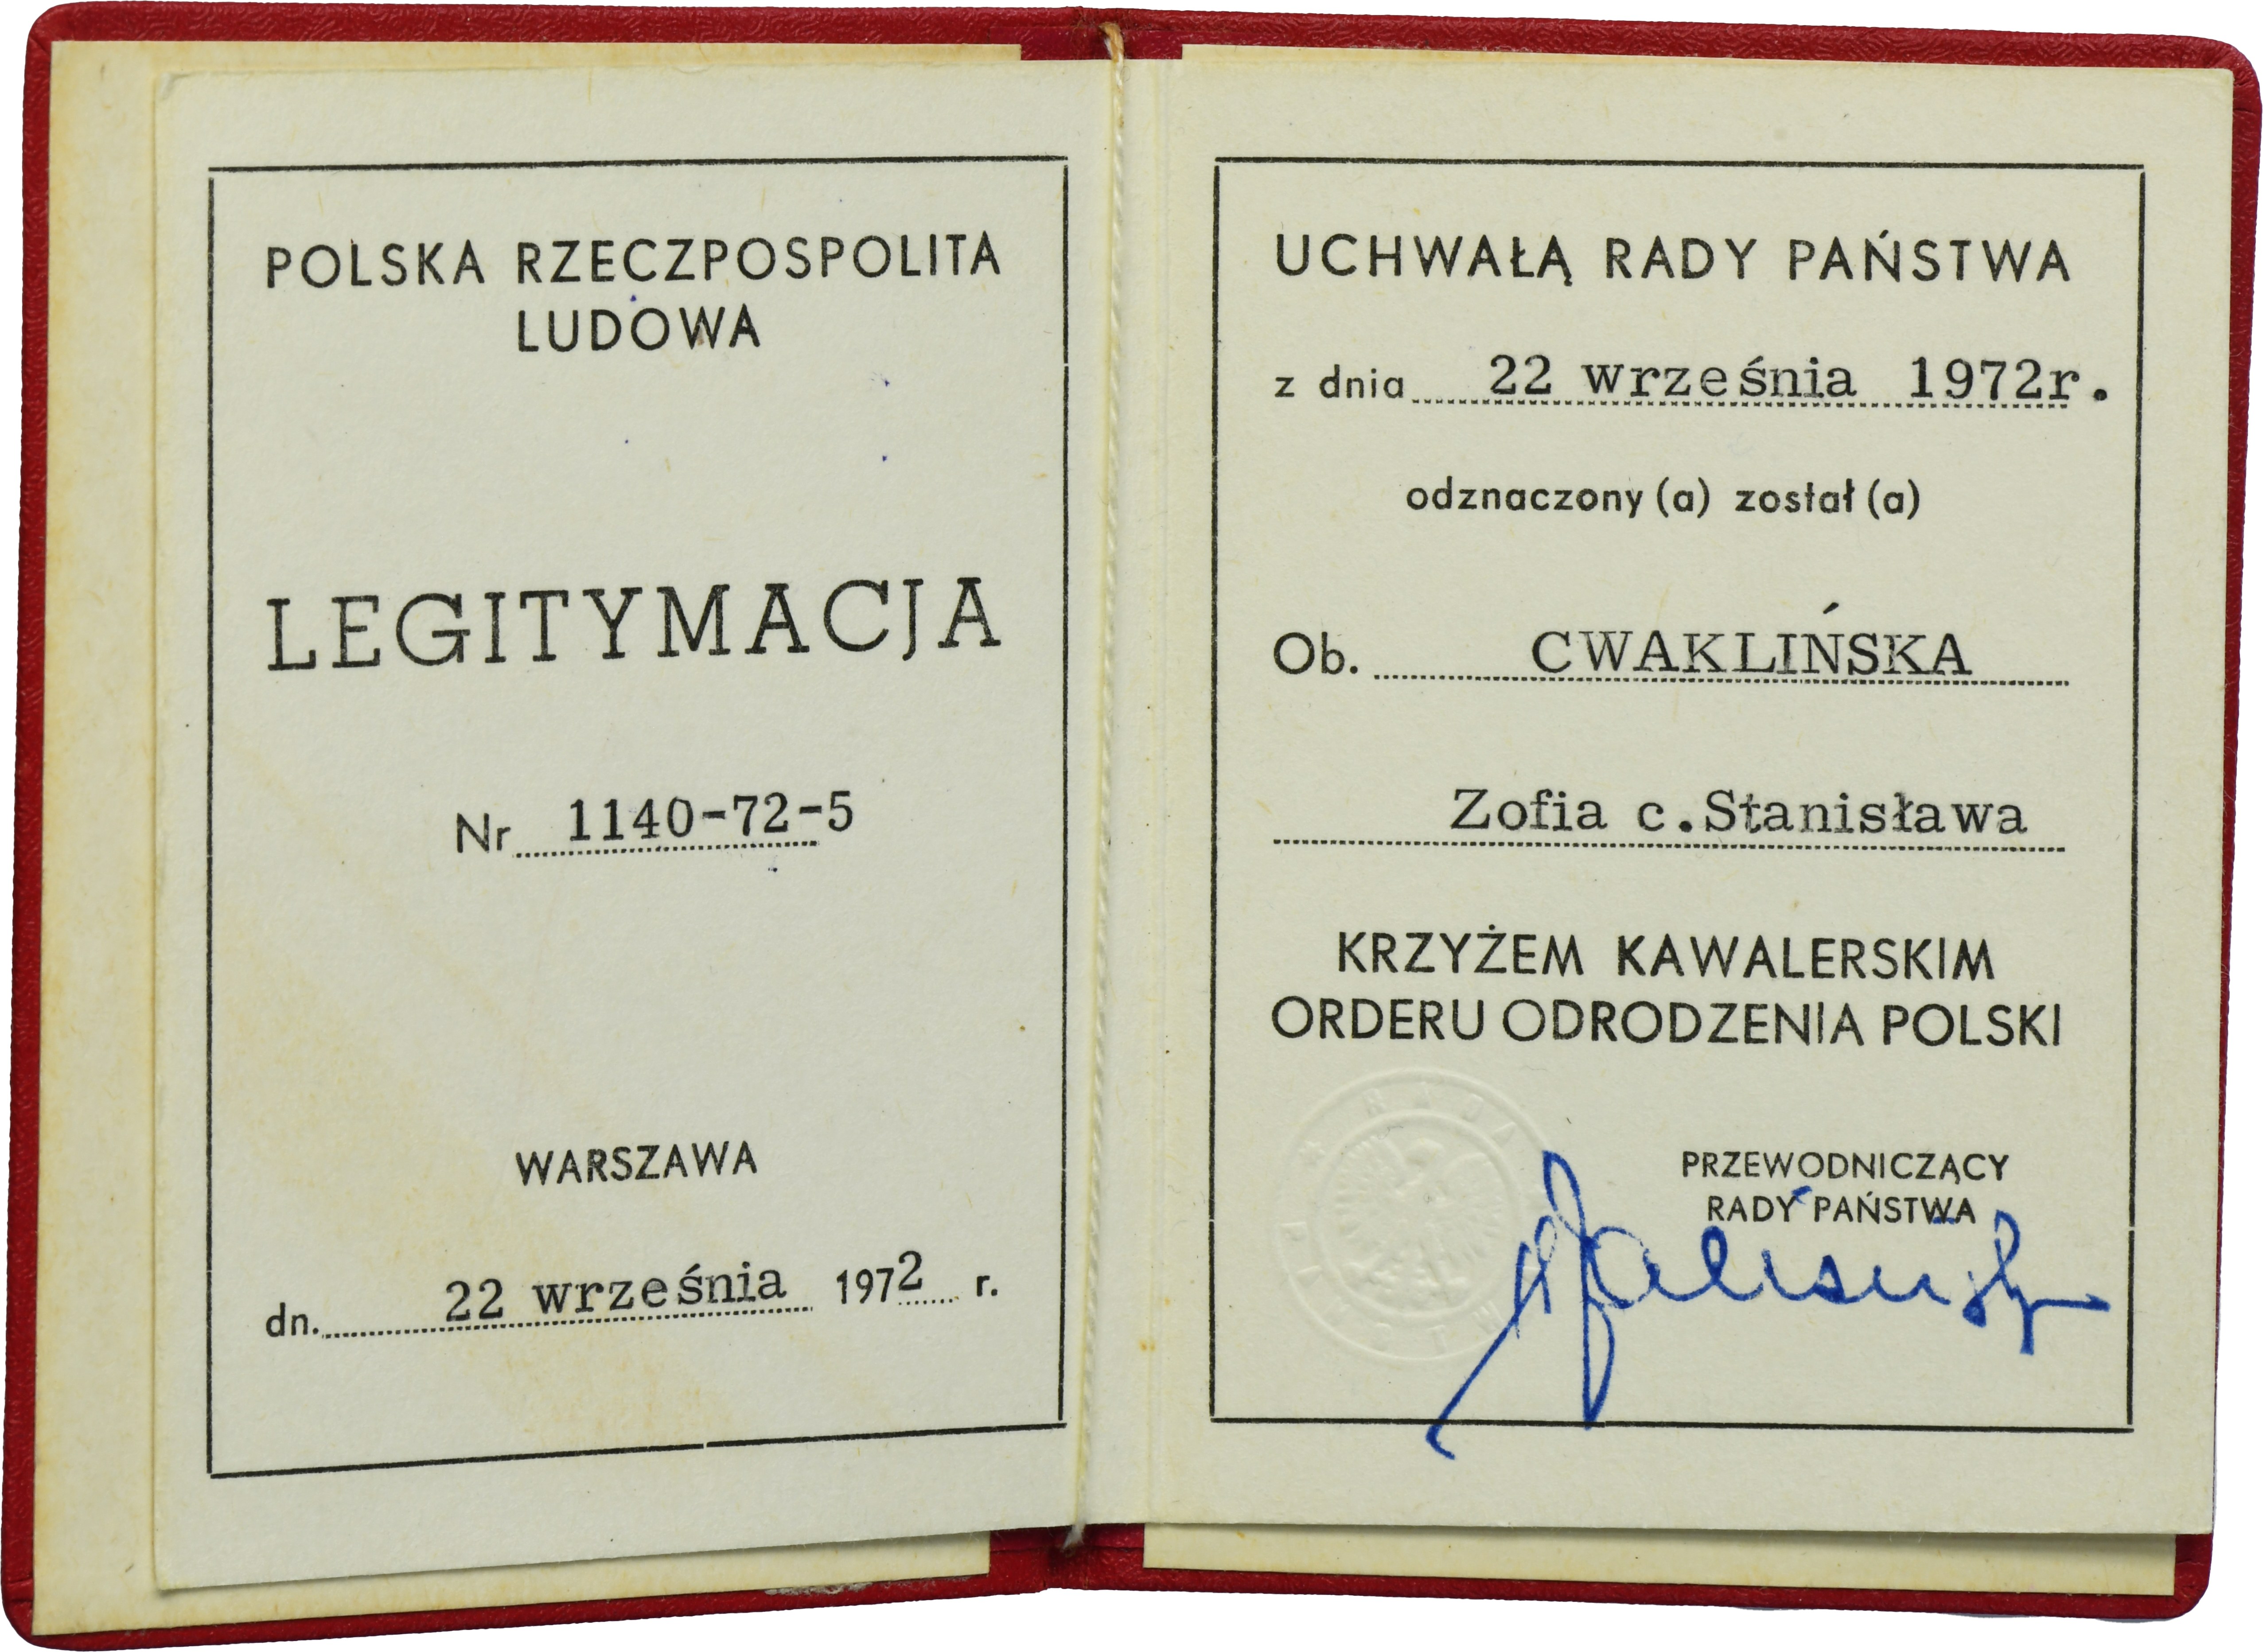 POLSKA RZECZPOSPOLITA
LUDOWA
LEGITYMACJA
Nr 1140-72-5
WARSZAWA
dn. 22 września 1972 r.
UCHWAŁĄ RADY PAŃSTWA
z dnia 22 września 1972r.
odznaczony (a) został (a)
Ob. CWAKLIŃSKA
Zofia c.Stanisława
KRZYŻEM KAWALERSKIM
ORDERU ODRODZENIA POLSKI
RADA
PRZEWODNICZĄCY
RADY PAŃSTWA